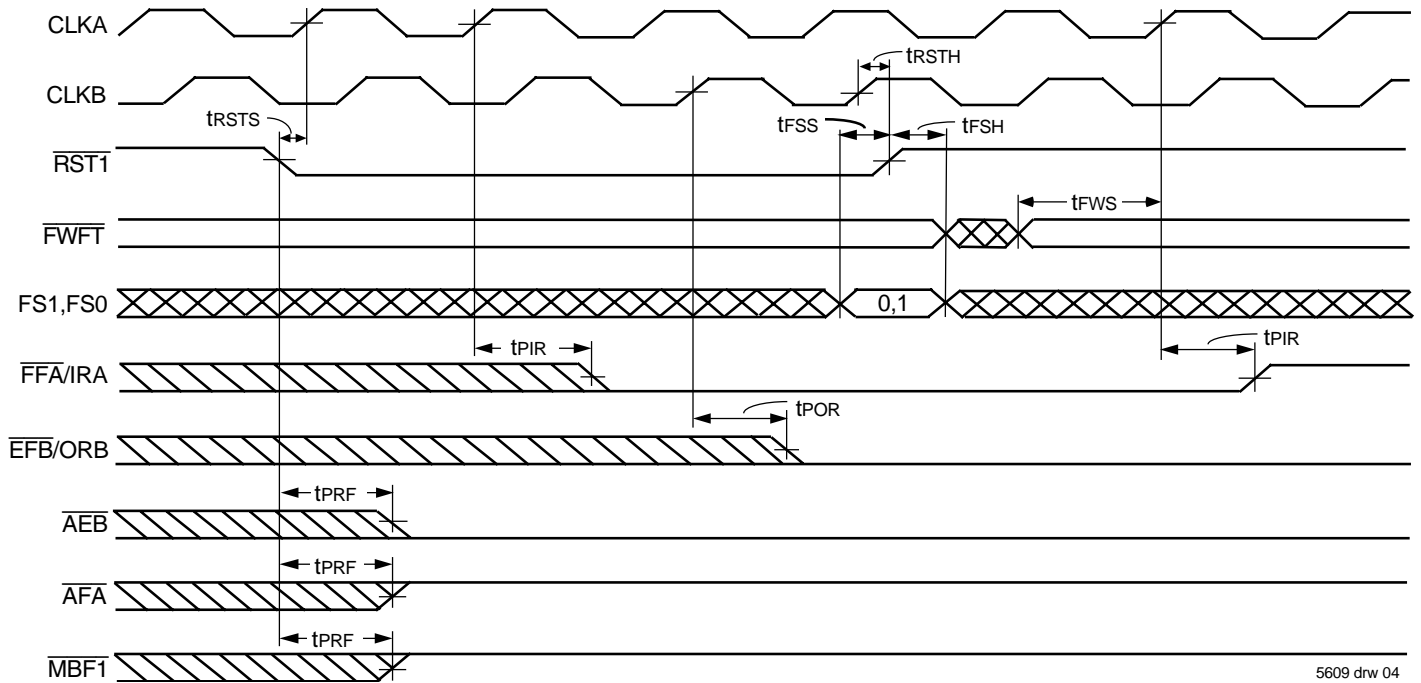 CLKA
tRSTH
CLKB
tRSTS
tFSS
tFSH
RST1
tFWS
FWFT
FS1,FS0
0,1
tPIR
tPIR
FFA/IRA
tPOR
EFB/ORB
tPRF
AEB
tPRF
AFA
tPRF
MBF1
5609 drw 04